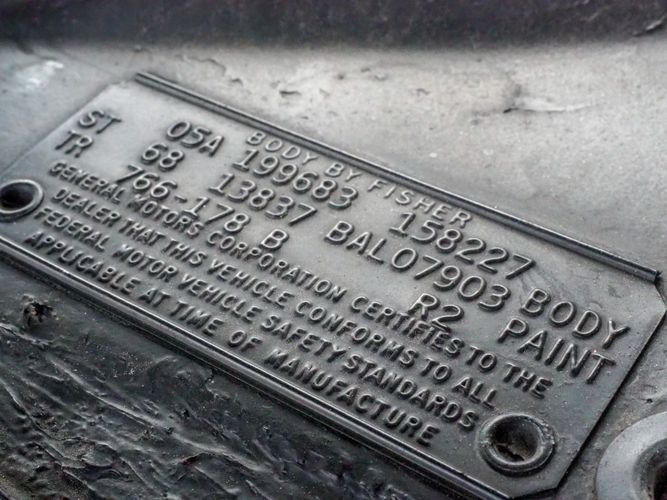 BODY BY FISHER
05A 199683 158227
ST 68 13837 BAL07903 BODY
TR 766-178 B R2 PAINT
GENERAL MOTORS CORPORATION CERTIFIES TO THE
DEALER THAT THIS VEHICLE CONFORMS TO ALL
FEDERAL MOTOR VEHICLE SAFETY STANDARDS
APPLICABLE AT TIME OF MANUFACTURE